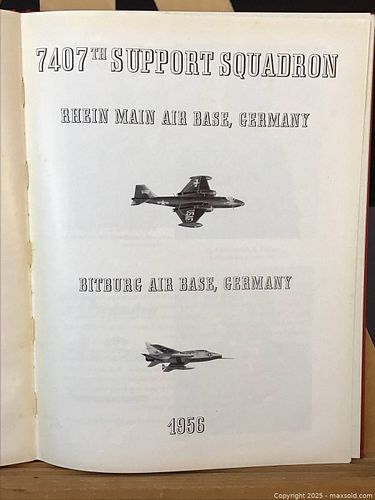 7407TH SUPPORT SQUADRON
RHEIN MAIN AIR BASE, GERMANY
BITBURG AIR BASE, GERMANY
1956
Copyright © 2025 - maxsold.com